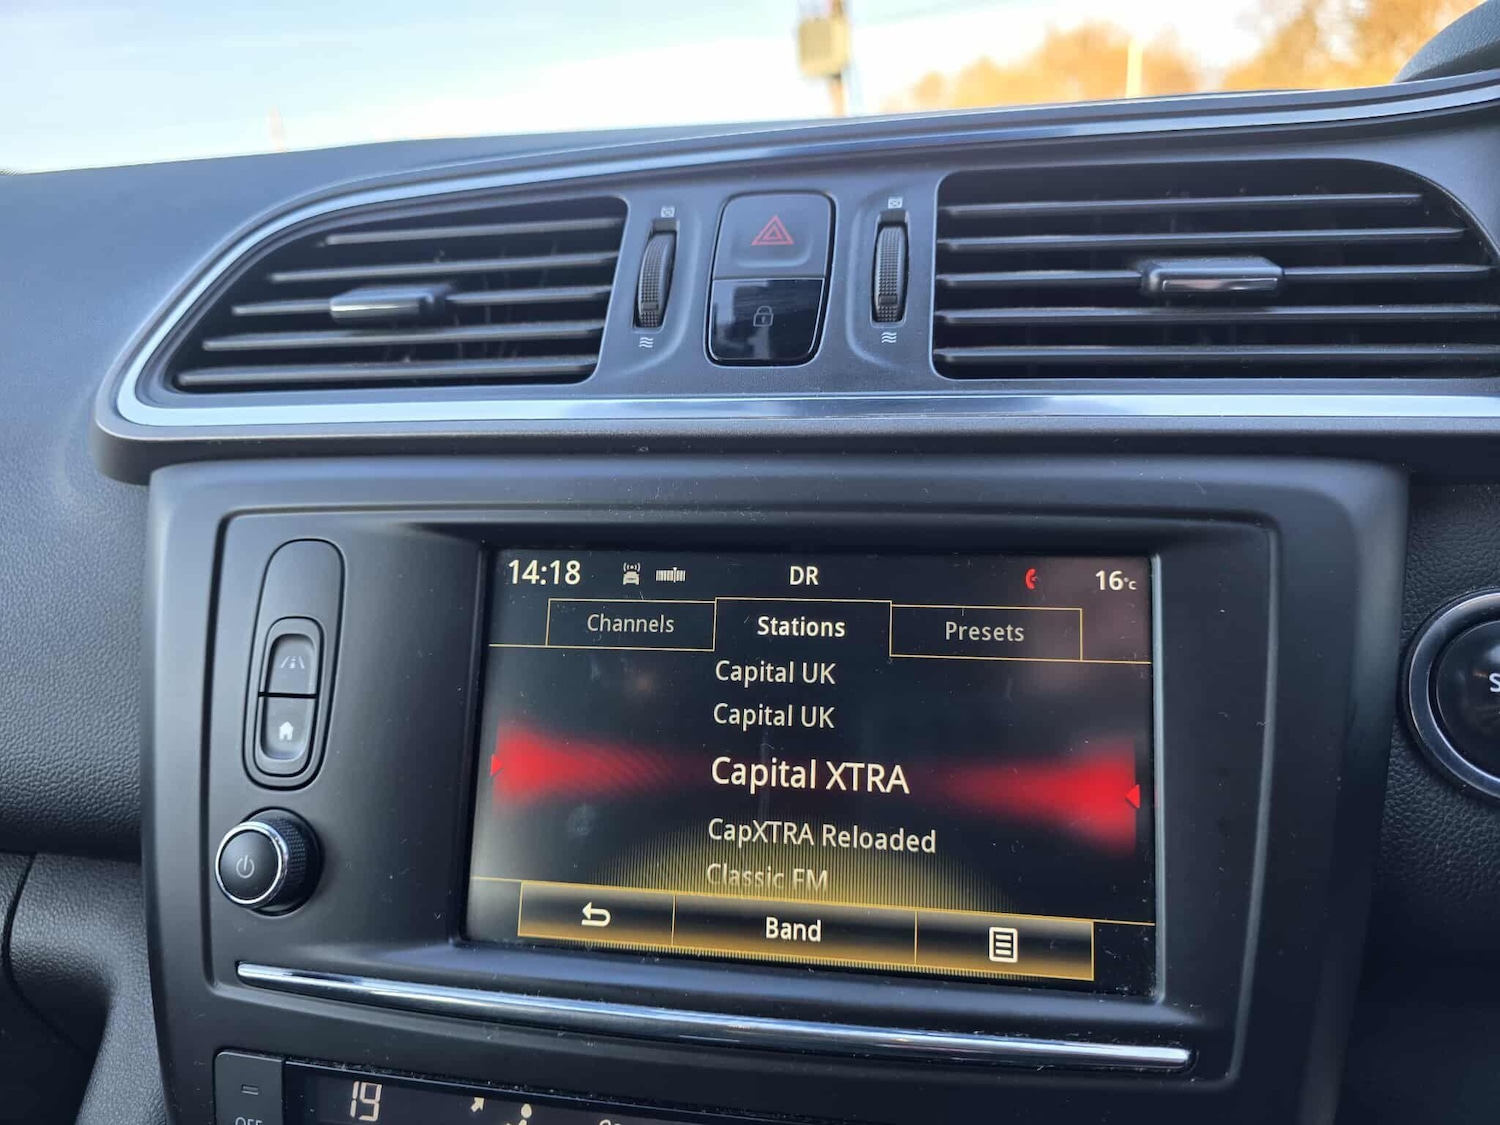 14:18 DR 16°C
Channels Stations Presets
Capital UK
Capital UK
Capital XTRA
CapXTRA Reloaded
Classic FM
Band
19
OFF